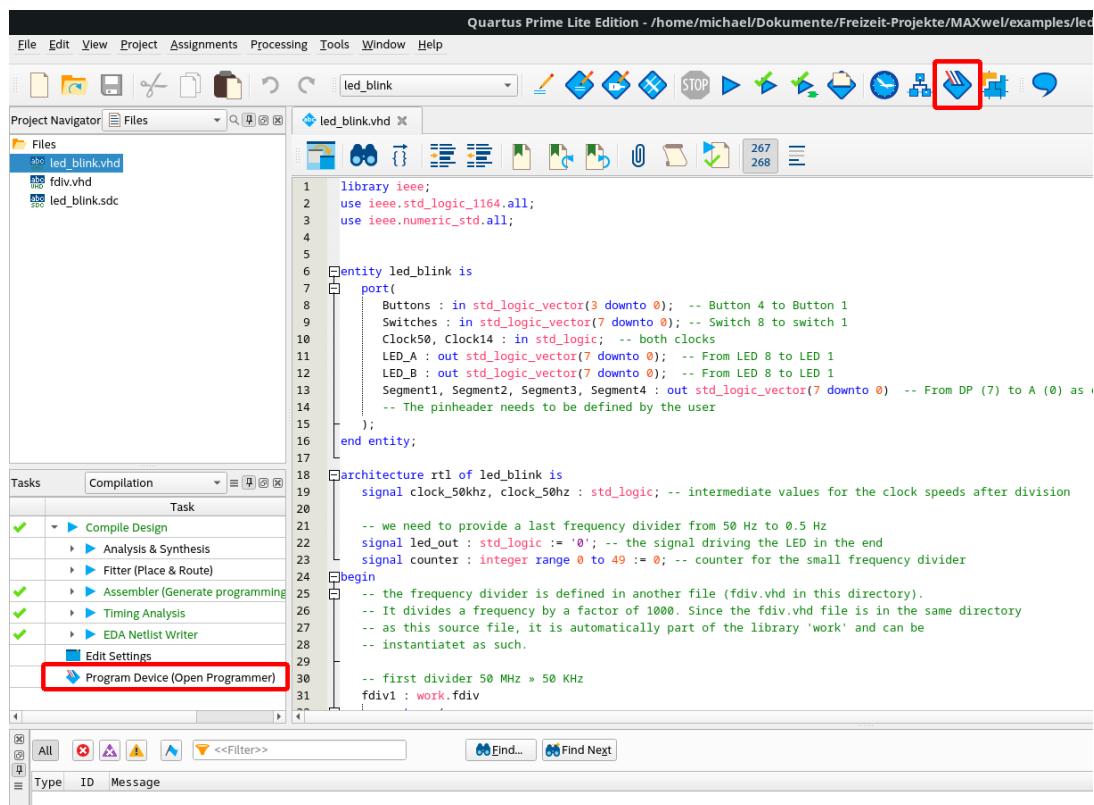 Quartus Prime Lite Edition - /home/michael/Dokumente/Freizeit-Projekte/MAXwel/examples/led
File Edit View Project Assignments Processing Tools Window Help
led_blink
STOP
Project Navigator Files
led_blink.vhd
Files
led_blink.vhd
fdiv.vhd
led_blink.sdc
267
268
1 library ieee;
2 use ieee.std_logic_1164.all;
3 use ieee.numeric_std.all;
4
5
6 entity led_blink is
7 port(
8 Buttons : in std_logic_vector(3 downto 0); -- Button 4 to Button 1
9 Switches : in std_logic_vector(7 downto 0); -- Switch 8 to switch 1
10 Clock50, Clock14 : in std_logic; -- both clocks
11 LED_A : out std_logic_vector(7 downto 0); -- From LED 8 to LED 1
12 LED_B : out std_logic_vector(7 downto 0); -- From LED 8 to LED 1
13 Segment1, Segment2, Segment3, Segment4 : out std_logic_vector(7 downto 0) -- From DP (7) to A (0) as
14 -- The pinheader needs to be defined by the user
15 );
16 end entity;
17
18 architecture rtl of led_blink is
19 signal clock_50khz, clock_50hz : std_logic; -- intermediate values for the clock speeds after division
20
21 -- we need to provide a last frequency divider from 50 Hz to 0.5 Hz
22 signal led_out : std_logic := '0'; -- the signal driving the LED in the end
23 signal counter : integer range 0 to 49 := 0; -- counter for the small frequency divider
24 begin
25 -- the frequency divider is defined in another file (fdiv.vhd in this directory).
26 -- It divides a frequency by a factor of 1000. Since the fdiv.vhd file is in the same directory
27 -- as this source file, it is automatically part of the library 'work' and can be
28 -- instantiatet as such.
29
30 -- first divider 50 MHz » 50 KHz
31 fdiv1 : work.fdiv
Tasks Compilation
Task
Compile Design
Analysis & Synthesis
Fitter (Place & Route)
Assembler (Generate programming
Timing Analysis
EDA Netlist Writer
Edit Settings
Program Device (Open Programmer)
All <<Filter>> Find... Find Next
Type ID Message